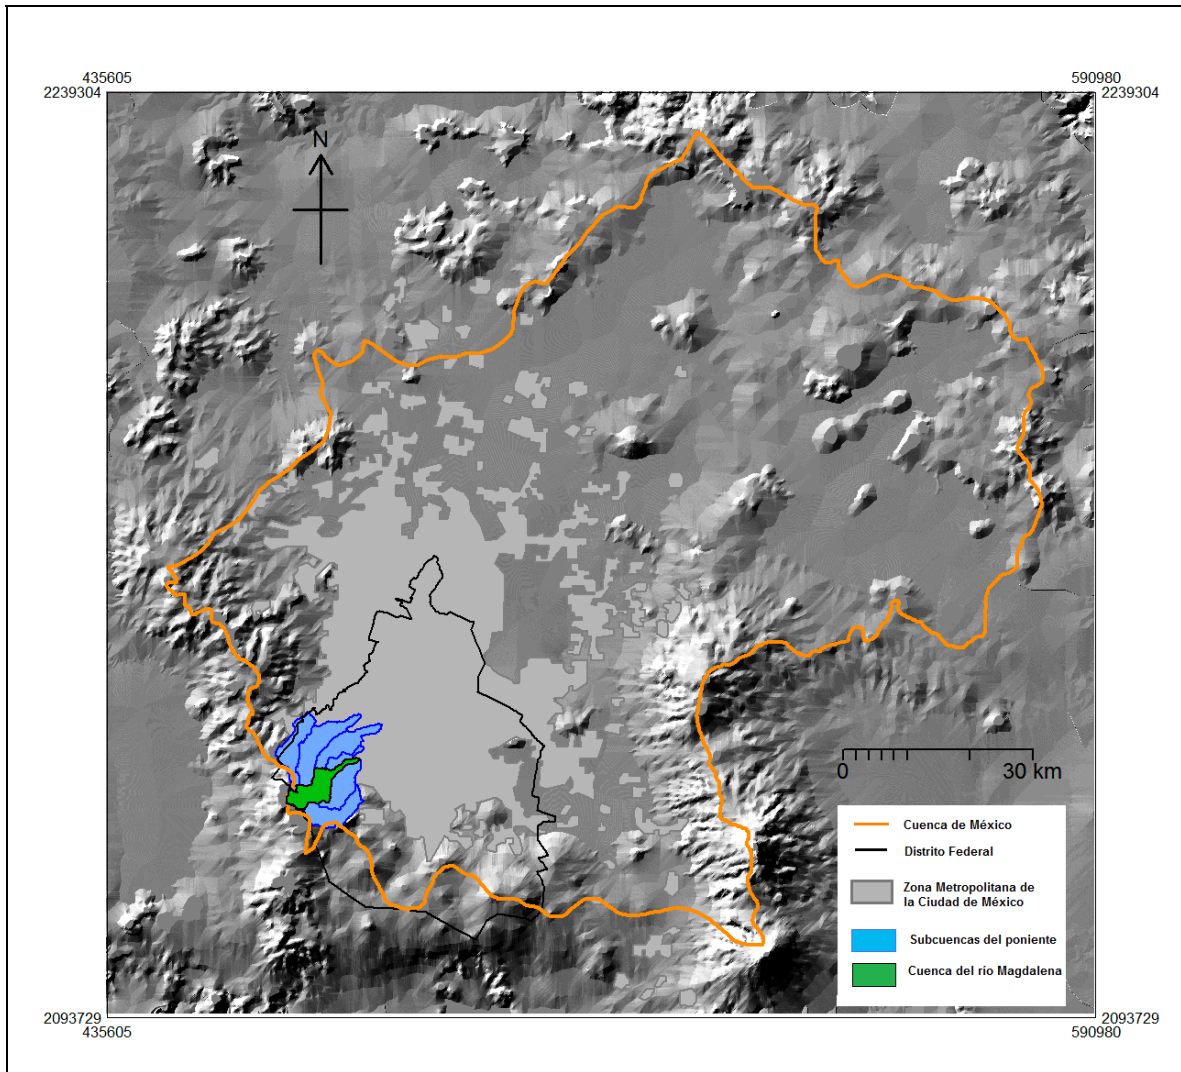 435605
590980
2239304
2239304
N
0
30 km
Cuenca de México
Distrito Federal
Zona Metropolitana de
la Ciudad de México
Subcuencas del poniente
Cuenca del río Magdalena
2093729
2093729
435605
590980